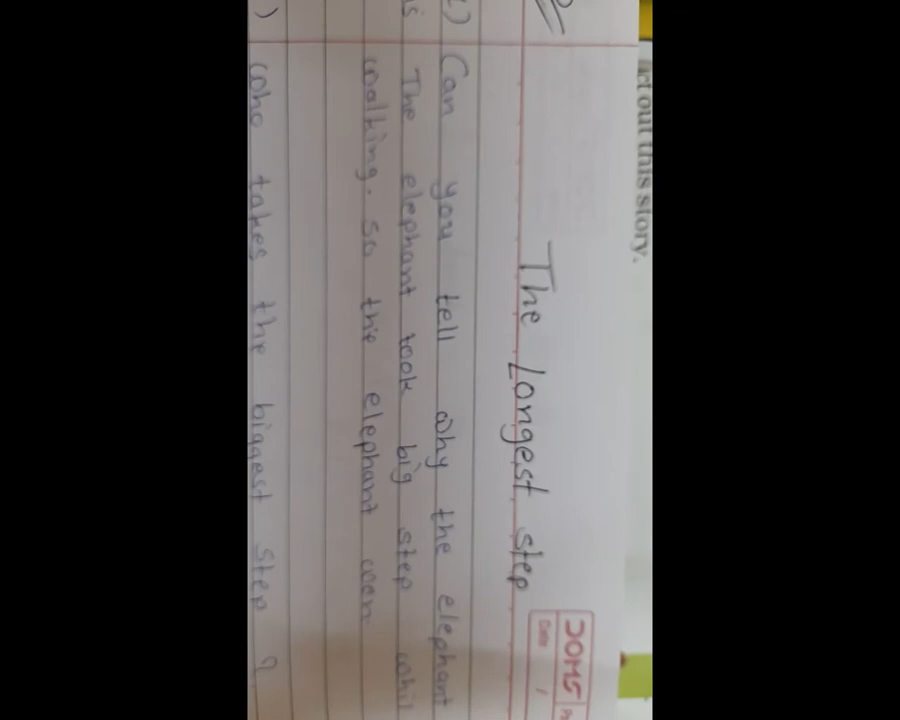 act out this story.
DOMS
Date /
The Longest step
1) Can you tell why the elephant
The elephant took big step whil
walking. so the elephant won
) who takes the biggest step ?